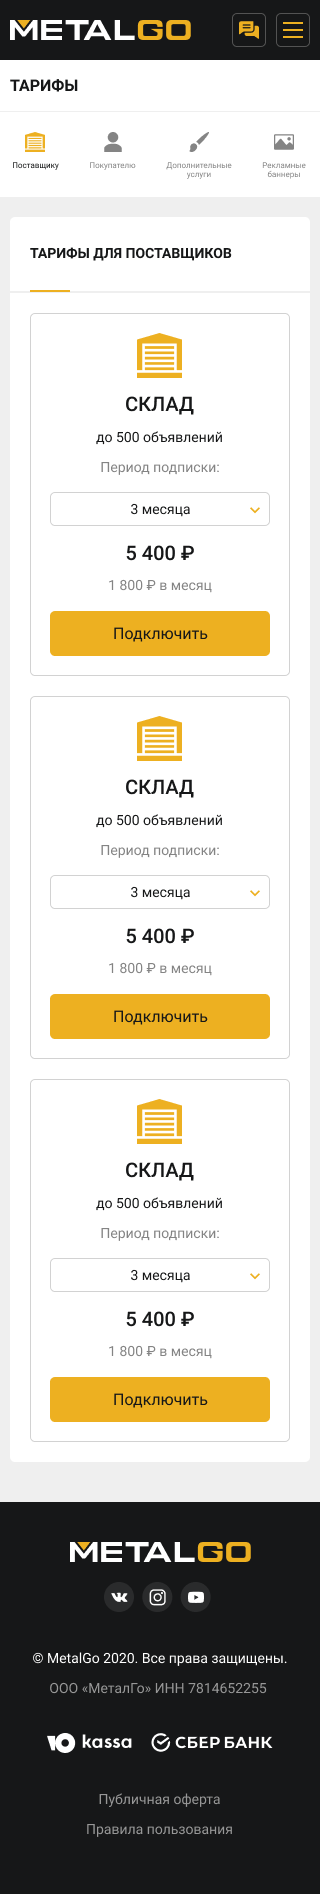 METALGO
ТАРИФЫ
Поставщику
Покупателю
Дополнительные
услуги
Рекламные
баннеры
ТАРИФЫ ДЛЯ ПОСТАВЩИКОВ
СКЛАД
до 500 объявлений
Период подписки:
3 месяца
5 400 ₽
1 800 ₽ в месяц
Подключить
СКЛАД
до 500 объявлений
Период подписки:
3 месяца
5 400 ₽
1 800 ₽ в месяц
Подключить
СКЛАД
до 500 объявлений
Период подписки:
3 месяца
5 400 ₽
1 800 ₽ в месяц
Подключить
METALGO
© MetalGo 2020. Все права защищены.
ООО «МеталГо» ИНН 7814652255
Ю kassa СБЕР БАНК
Публичная оферта
Правила пользования